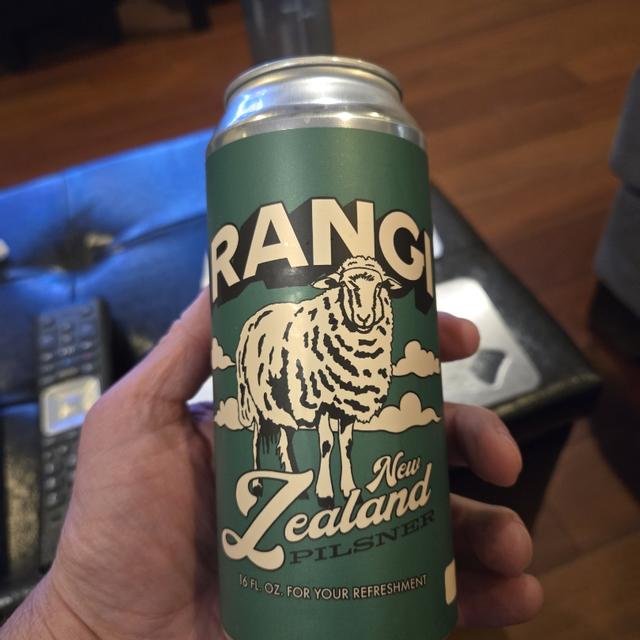 RANGI
New
Zealand
PILSNER
16 FL. OZ. FOR YOUR REFRESHMENT